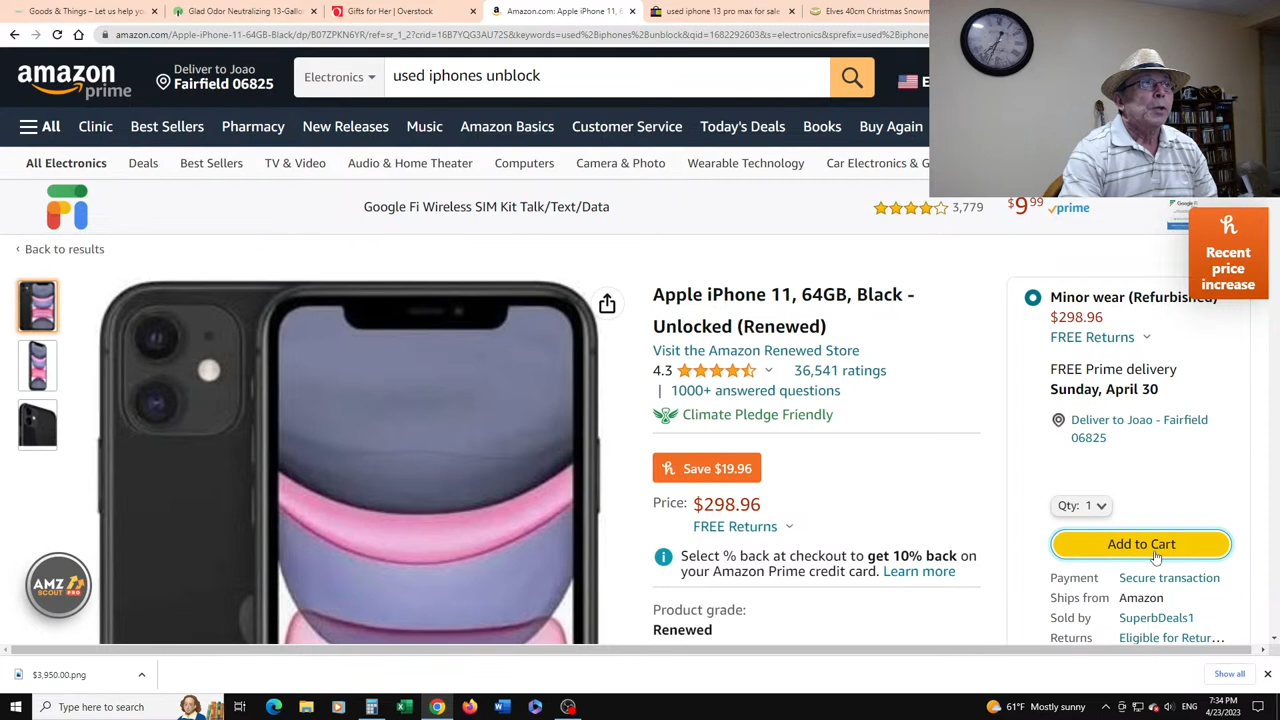 Goods & Things – Let us help yo
Glad Odor Neutralizing 13-Gallo
Gifts for Her | Overstock
Amazon.com: Apple iPhone 11, 6
used iphone 13 pro max for sale
Elves 40cm Christmas Snowm
amazon.com/Apple-iPhone-11-64GB-Black/dp/B07ZPKN6YR/ref=sr_1_2?crid=16B7YQG3AU72S&keywords=used%2Biphones%2Bunblock&qid=1682292603&s=electronics&sprefix=used%2Biphones%2Bunblock%
amazon prime
Deliver to Joao
Fairfield 06825
Electronics
used iphones unblock
E
All
Clinic
Best Sellers
Pharmacy
New Releases
Music
Amazon Basics
Customer Service
Today's Deals
Books
Buy Again
All Electronics
Deals
Best Sellers
TV & Video
Audio & Home Theater
Computers
Camera & Photo
Wearable Technology
Car Electronics & G
Google Fi Wireless SIM Kit Talk/Text/Data
3,779
$9.99
prime
Recent
price
increase
‹ Back to results
Apple iPhone 11, 64GB, Black -
Unlocked (Renewed)
Visit the Amazon Renewed Store
4.3
36,541 ratings
| 1000+ answered questions
Climate Pledge Friendly
Save $19.96
Price: $298.96
FREE Returns
Select % back at checkout to get 10% back on
your Amazon Prime credit card. Learn more
Product grade:
Renewed
Minor wear (Refurbished)
$298.96
FREE Returns
FREE Prime delivery
Sunday, April 30
Deliver to Joao - Fairfield
06825
Qty: 1
Add to Cart
Payment Secure transaction
Ships from Amazon
Sold by SuperbDeals1
Returns Eligible for Retur...
AMZ
SCOUT PRO
$3,950.00.png
Show all
Type here to search
61°F Mostly sunny
ENG
7:34 PM
4/23/2023